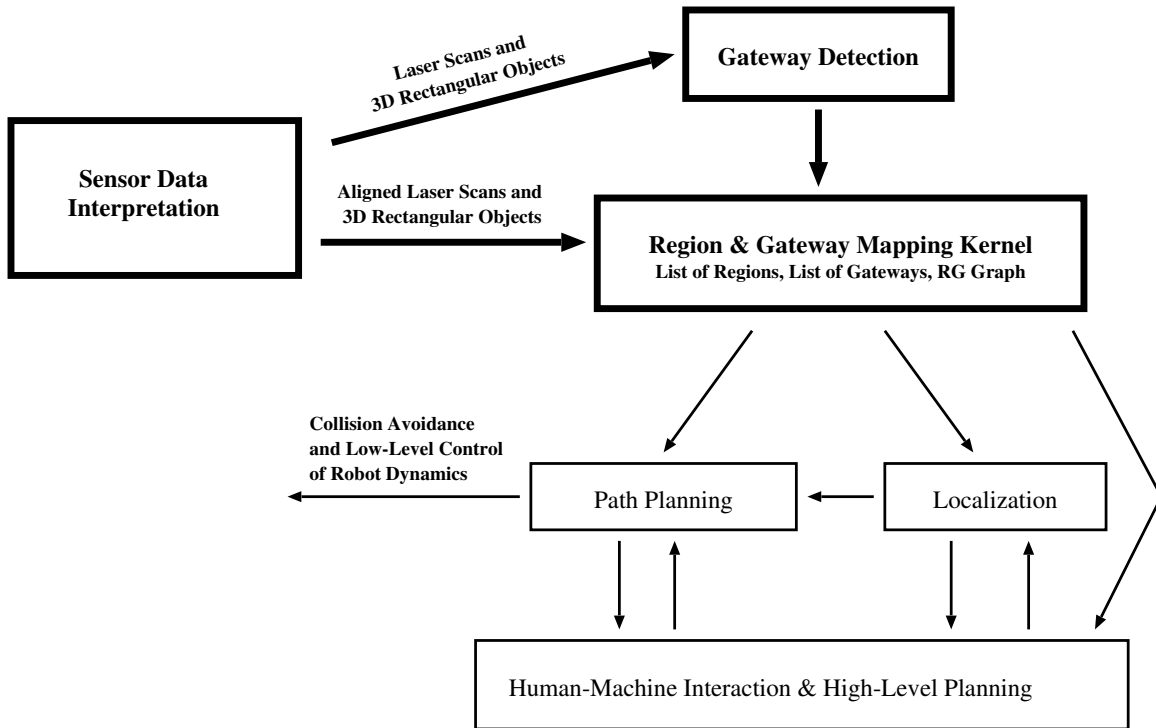 Laser Scans and
3D Rectangular Objects
Gateway Detection
Sensor Data
Interpretation
Aligned Laser Scans and
3D Rectangular Objects
Region & Gateway Mapping Kernel
List of Regions, List of Gateways, RG Graph
Collision Avoidance
and Low-Level Control
of Robot Dynamics
Path Planning
Localization
Human-Machine Interaction & High-Level Planning